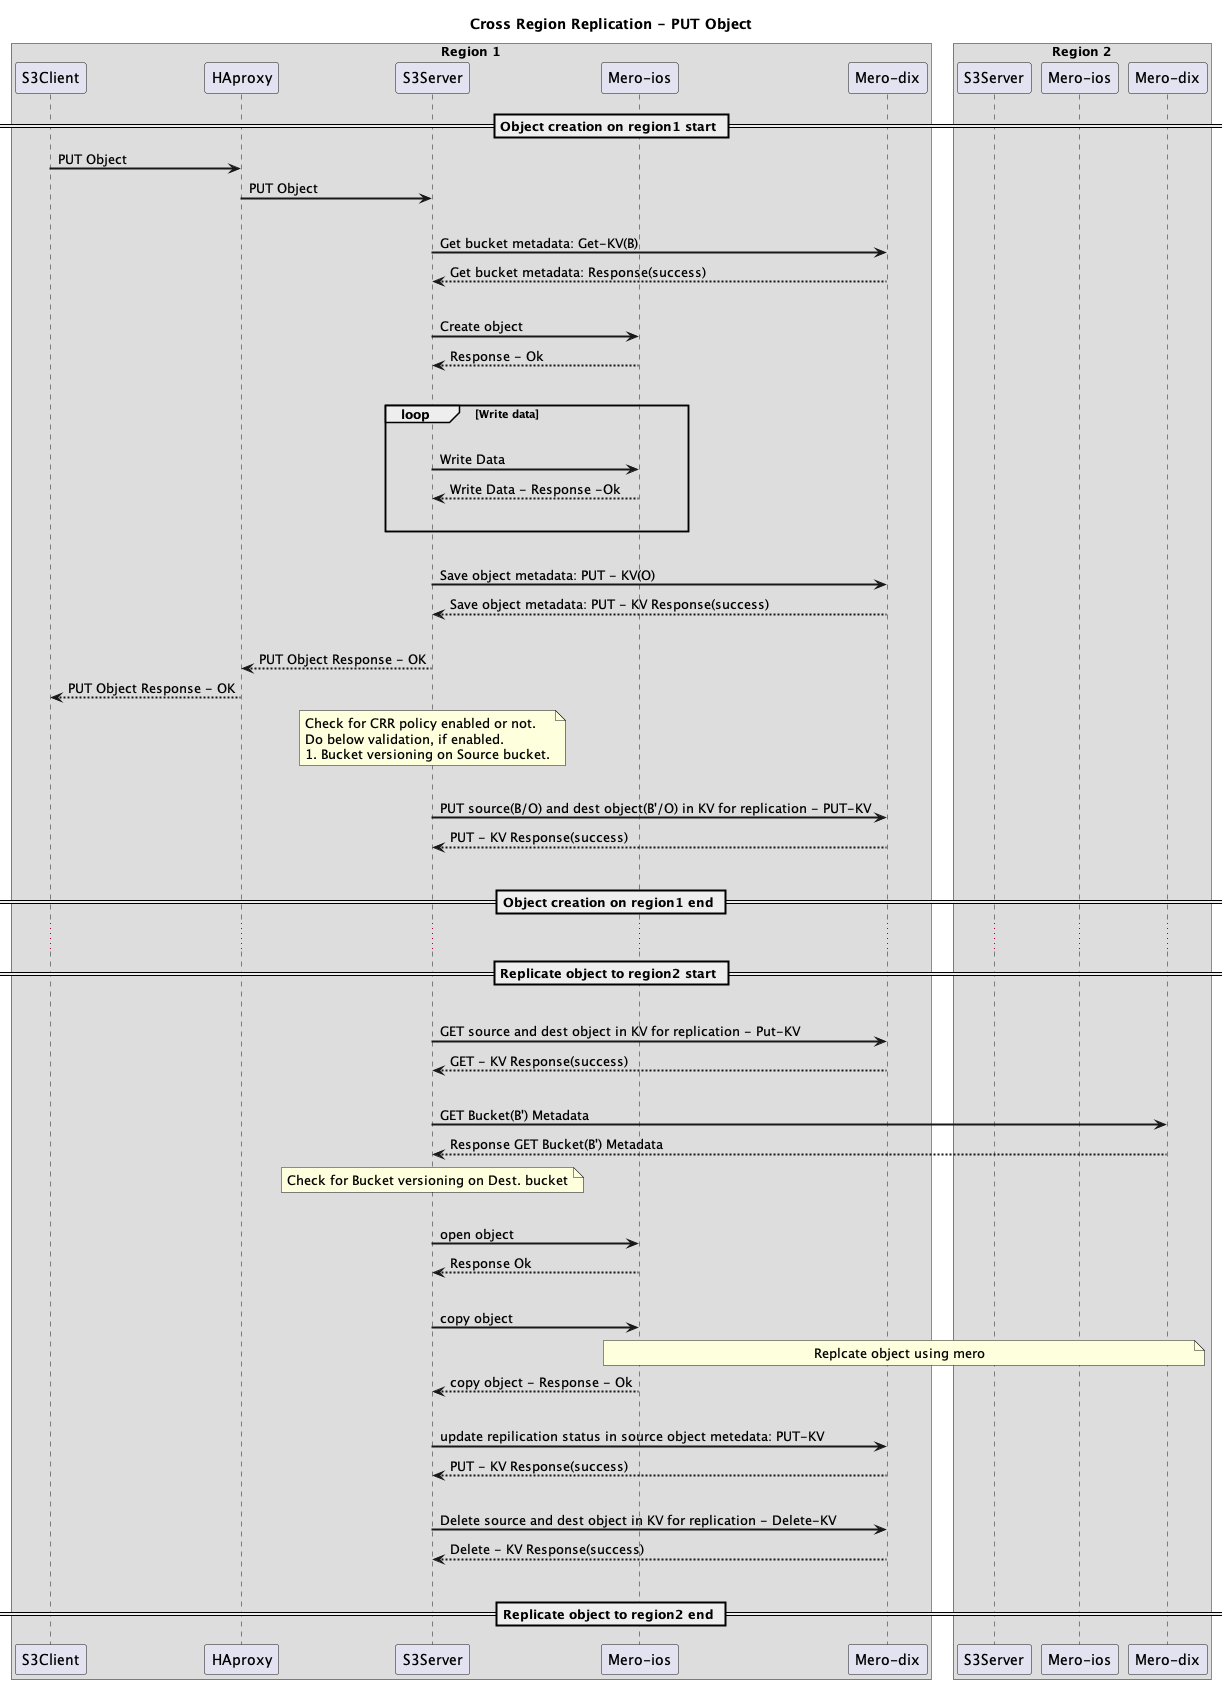 Cross Region Replication - PUT Object
Region 1
Region 2
S3Client
HAproxy
S3Server
Mero-ios
Mero-dix
S3Server
Mero-ios
Mero-dix
Object creation on region1 start
PUT Object
PUT Object
Get bucket metadata: Get-KV(B)
Get bucket metadata: Response(success)
Create object
Response - Ok
loop
[Write data]
Write Data
Write Data - Response -Ok
Save object metadata: PUT - KV(O)
Save object metadata: PUT - KV Response(success)
PUT Object Response - OK
PUT Object Response - OK
Check for CRR policy enabled or not.
Do below validation, if enabled.
1. Bucket versioning on Source bucket.
PUT source(B/O) and dest object(B'/O) in KV for replication - PUT-KV
PUT - KV Response(success)
Object creation on region1 end
Replicate object to region2 start
GET source and dest object in KV for replication - Put-KV
GET - KV Response(success)
GET Bucket(B') Metadata
Response GET Bucket(B') Metadata
Check for Bucket versioning on Dest. bucket
open object
Response Ok
copy object
Replcate object using mero
copy object - Response - Ok
update repilication status in source object metedata: PUT-KV
PUT - KV Response(success)
Delete source and dest object in KV for replication - Delete-KV
Delete - KV Response(success)
Replicate object to region2 end
S3Client
HAproxy
S3Server
Mero-ios
Mero-dix
S3Server
Mero-ios
Mero-dix